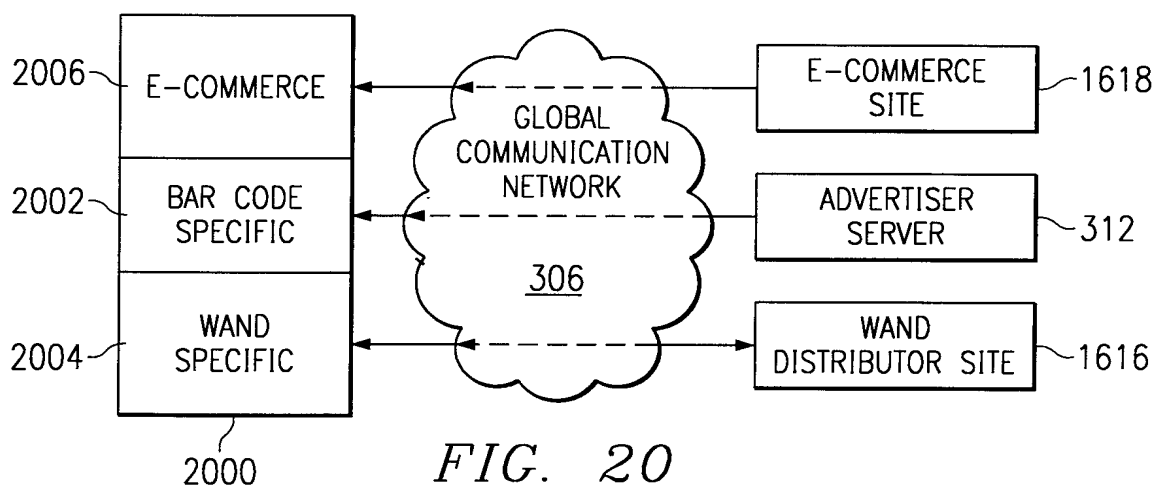 2006
E-COMMERCE
2002
BAR CODE
SPECIFIC
2004
WAND
SPECIFIC
2000
GLOBAL
COMMUNICATION
NETWORK
306
E-COMMERCE
SITE
1618
ADVERTISER
SERVER
312
WAND
DISTRIBUTOR SITE
1616
FIG. 20